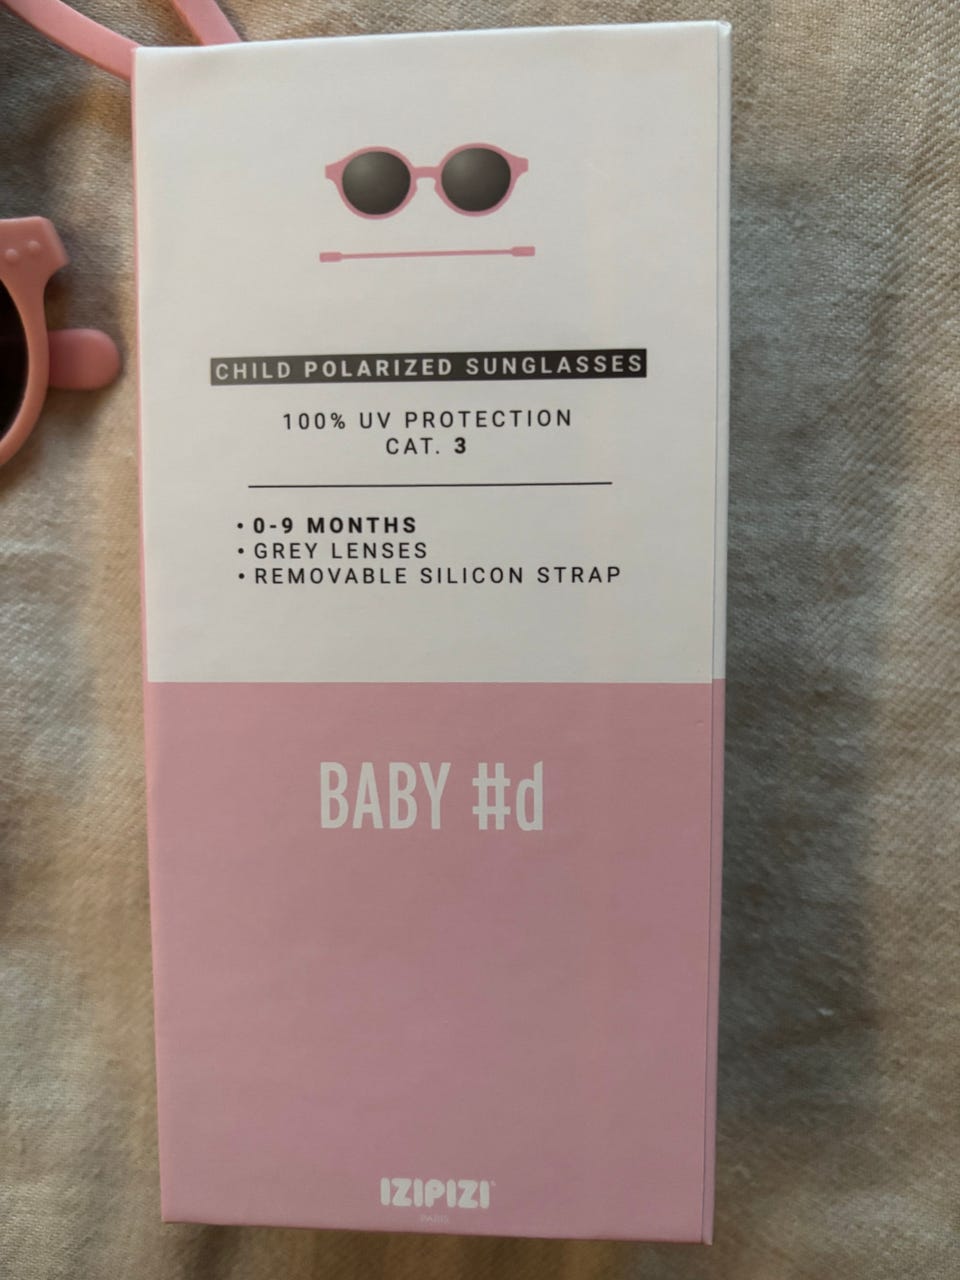 CHILD POLARIZED SUNGLASSES
100% UV PROTECTION
CAT. 3
• 0-9 MONTHS
• GREY LENSES
• REMOVABLE SILICON STRAP
BABY #d
IZIPIZI
PARIS